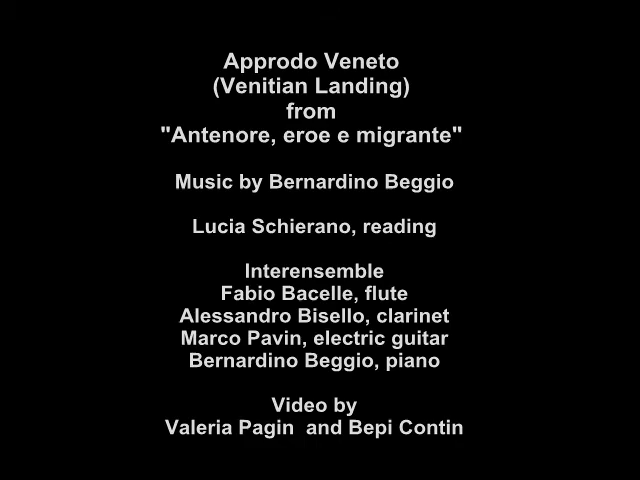 Approdo Veneto
(Venitian Landing)
from
"Antenore, eroe e migrante"
Music by Bernardino Beggio
Lucia Schierano, reading
Interensemble
Fabio Bacelle, flute
Alessandro Bisello, clarinet
Marco Pavin, electric guitar
Bernardino Beggio, piano
Video by
Valeria Pagin  and Bepi Contin